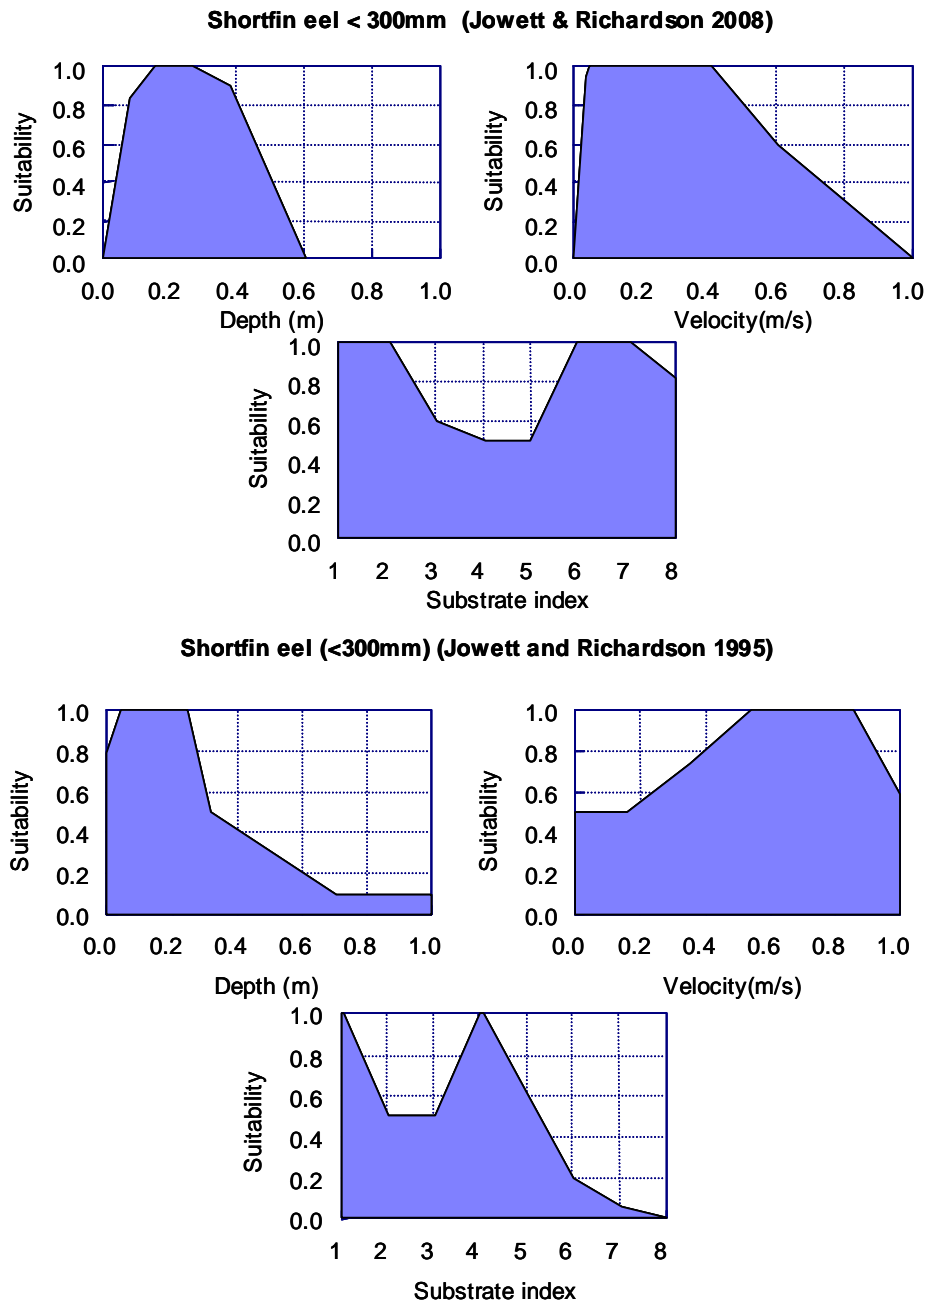 Shortfin eel < 300mm (Jowett & Richardson 2008)
Suitability
1.0
0.8
0.6
0.4
0.2
0.0
0.0 0.2 0.4 0.6 0.8 1.0
Depth (m)
Suitability
1.0
0.8
0.6
0.4
0.2
0.0
0.0 0.2 0.4 0.6 0.8 1.0
Velocity(m/s)
Suitability
1.0
0.8
0.6
0.4
0.2
0.0
1 2 3 4 5 6 7 8
Substrate index
Shortfin eel (<300mm) (Jowett and Richardson 1995)
Suitability
1.0
0.8
0.6
0.4
0.2
0.0
0.0 0.2 0.4 0.6 0.8 1.0
Depth (m)
Suitability
1.0
0.8
0.6
0.4
0.2
0.0
0.0 0.2 0.4 0.6 0.8 1.0
Velocity(m/s)
Suitability
1.0
0.8
0.6
0.4
0.2
0.0
1 2 3 4 5 6 7 8
Substrate index